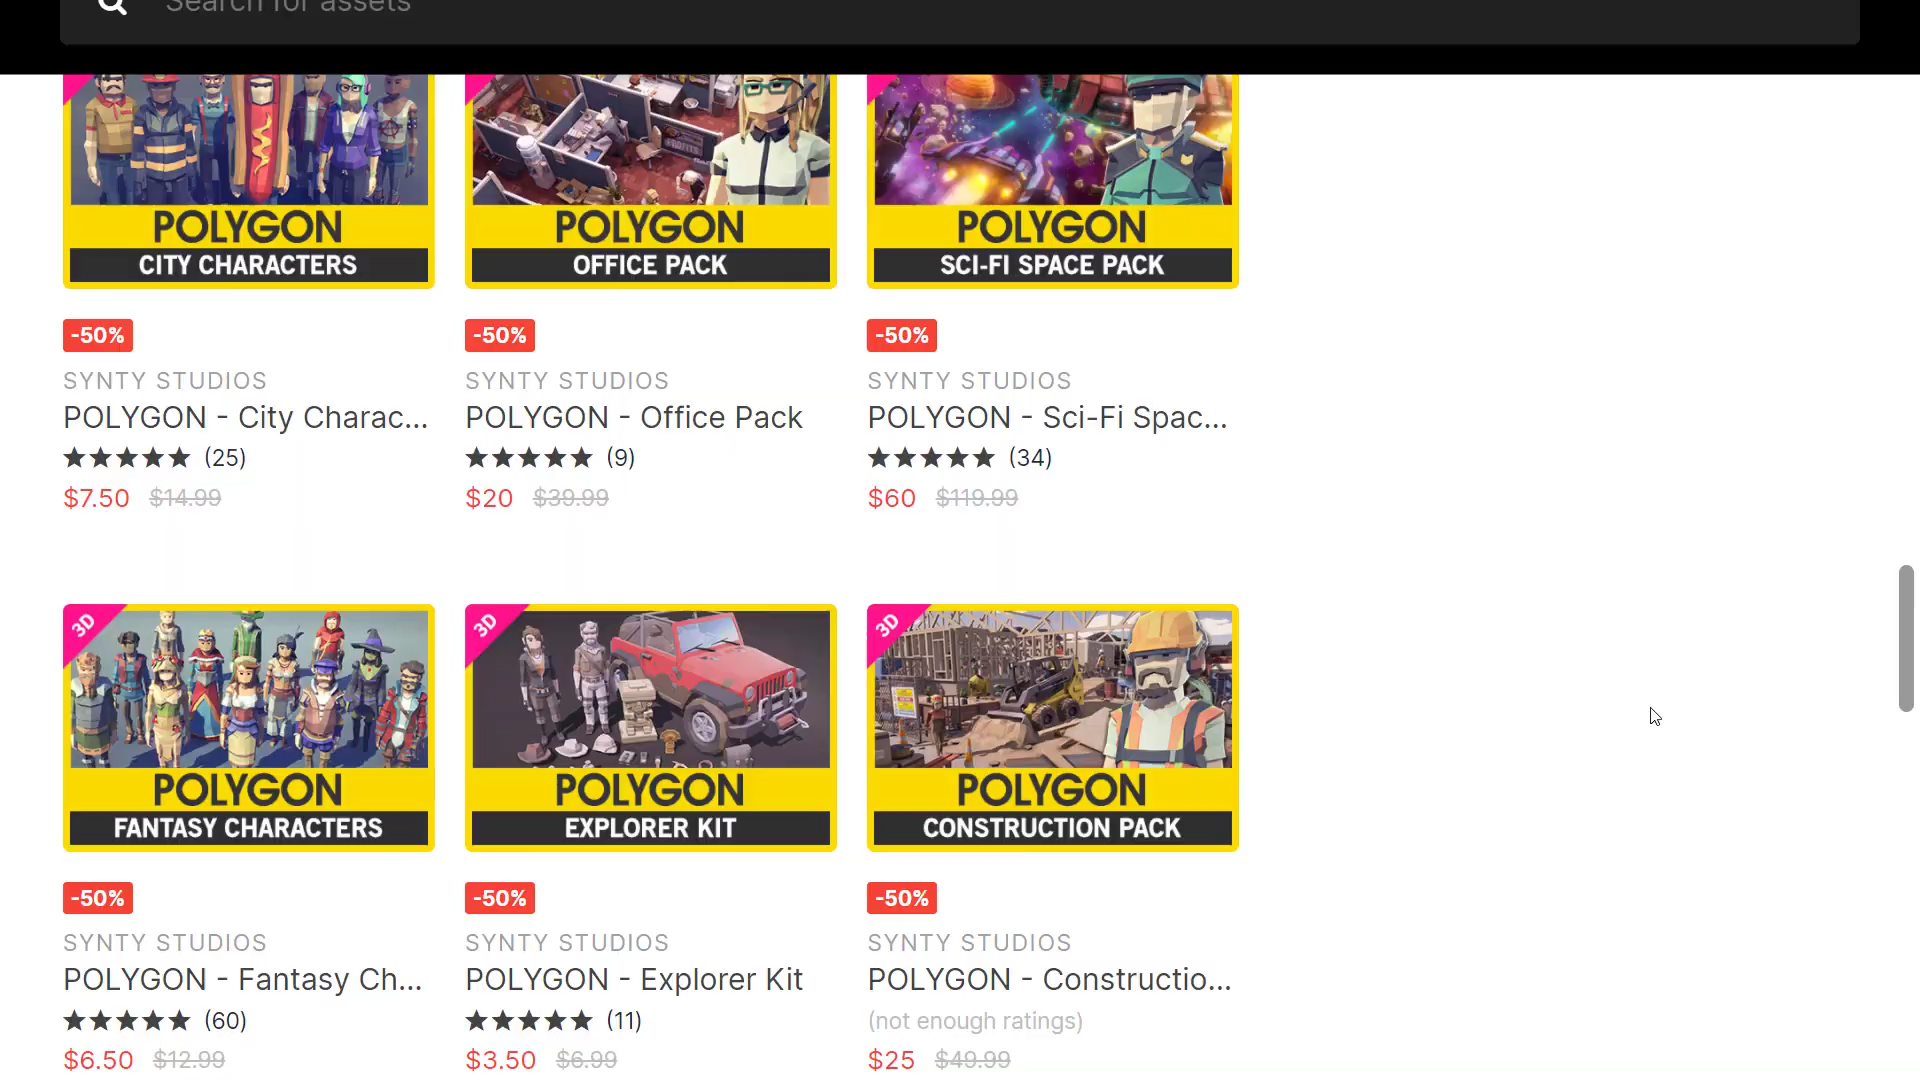 Search for assets
POLYGON
CITY CHARACTERS
POLYGON
OFFICE PACK
POLYGON
SCI-FI SPACE PACK
-50%
-50%
-50%
SYNTY STUDIOS
SYNTY STUDIOS
SYNTY STUDIOS
POLYGON - City Charac...
POLYGON - Office Pack
POLYGON - Sci-Fi Spac...
(25)
(9)
(34)
$7.50 $14.99
$20 $39.99
$60 $119.99
3D
3D
3D
POLYGON
FANTASY CHARACTERS
POLYGON
EXPLORER KIT
POLYGON
CONSTRUCTION PACK
-50%
-50%
-50%
SYNTY STUDIOS
SYNTY STUDIOS
SYNTY STUDIOS
POLYGON - Fantasy Ch...
POLYGON - Explorer Kit
POLYGON - Constructio...
(60)
(11)
(not enough ratings)
$6.50 $12.99
$3.50 $6.99
$25 $49.99